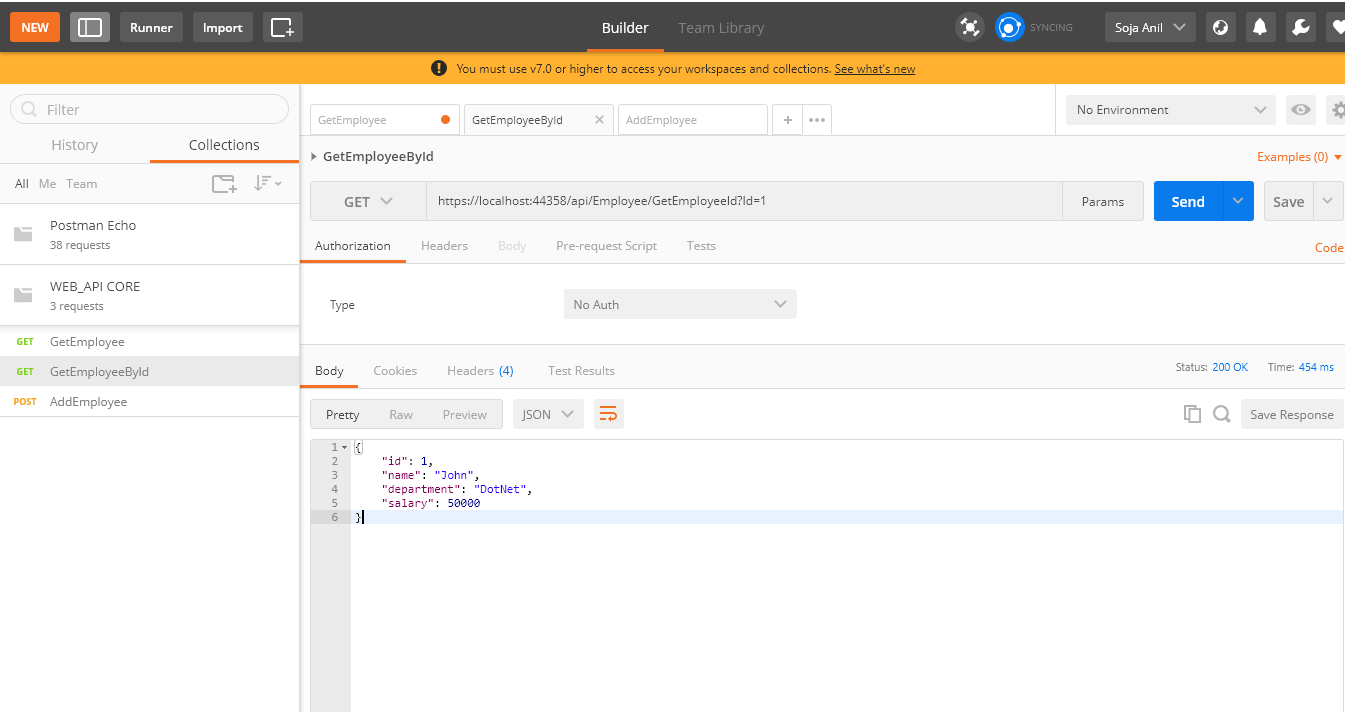 NEW Runner Import Builder Team Library SYNCING Soja Anil
! You must use v7.0 or higher to access your workspaces and collections. See what's new
Filter
History Collections
All Me Team
Postman Echo
38 requests
WEB_API CORE
3 requests
GET GetEmployee
GET GetEmployeeById
POST AddEmployee
GetEmployee GetEmployeeById AddEmployee No Environment
GetEmployeeById Examples (0)
GET https://localhost:44358/api/Employee/GetEmployeeId?Id=1 Params Send Save
Authorization Headers Body Pre-request Script Tests Code
Type No Auth
Body Cookies Headers (4) Test Results Status: 200 OK Time: 454 ms
Pretty Raw Preview JSON Save Response
1 {
2 "id": 1,
3 "name": "John",
4 "department": "DotNet",
5 "salary": 50000
6 }